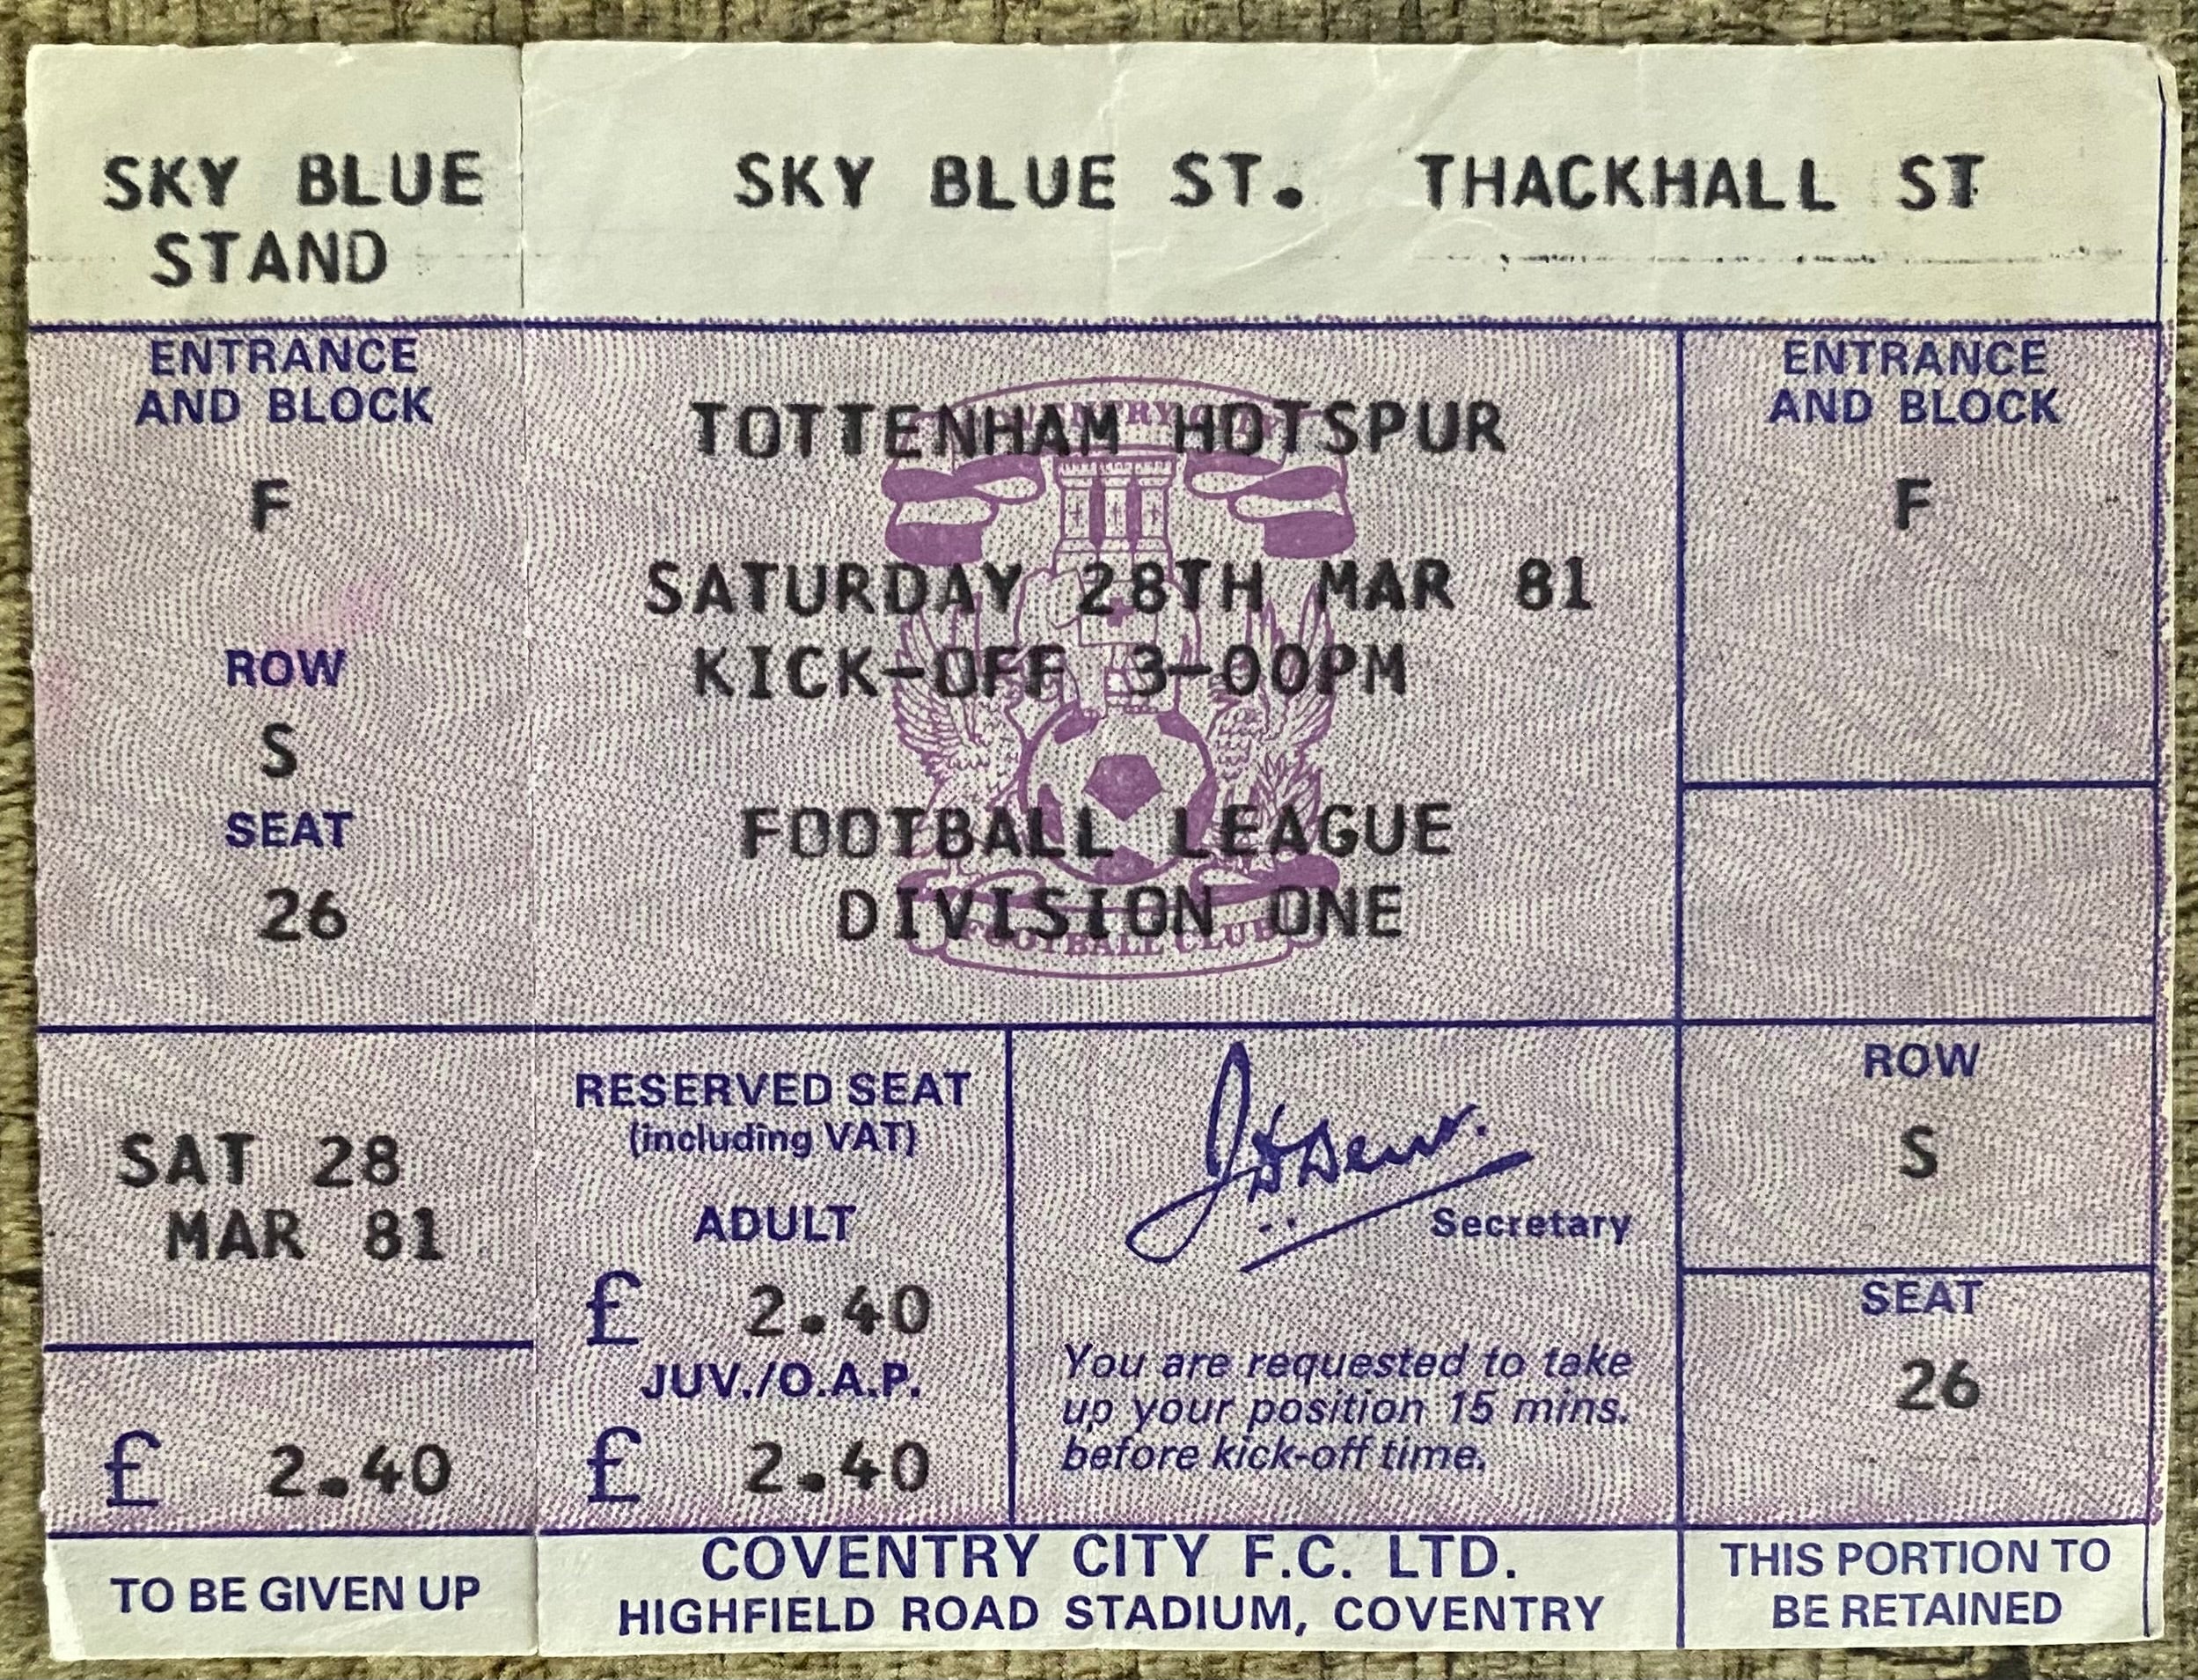 SKY BLUE
STAND
ENTRANCE
AND BLOCK
F
ROW
S
SEAT
26
SAT 28
MAR 81
£ 2.40
TO BE GIVEN UP
SKY BLUE ST. THACKHALL ST
TOTTENHAM HOTSPUR
SATURDAY 28TH MAR 81
KICK-OFF 3-00PM
FOOTBALL LEAGUE
DIVISION ONE
FOOTBALL CLUB
RESERVED SEAT
(including VAT)
ADULT
£ 2.40
JUV./O.A.P.
£ 2.40
Secretary
You are requested to take
up your position 15 mins.
before kick-off time.
COVENTRY CITY F.C. LTD.
HIGHFIELD ROAD STADIUM, COVENTRY
ENTRANCE
AND BLOCK
F
ROW
S
SEAT
26
THIS PORTION TO
BE RETAINED